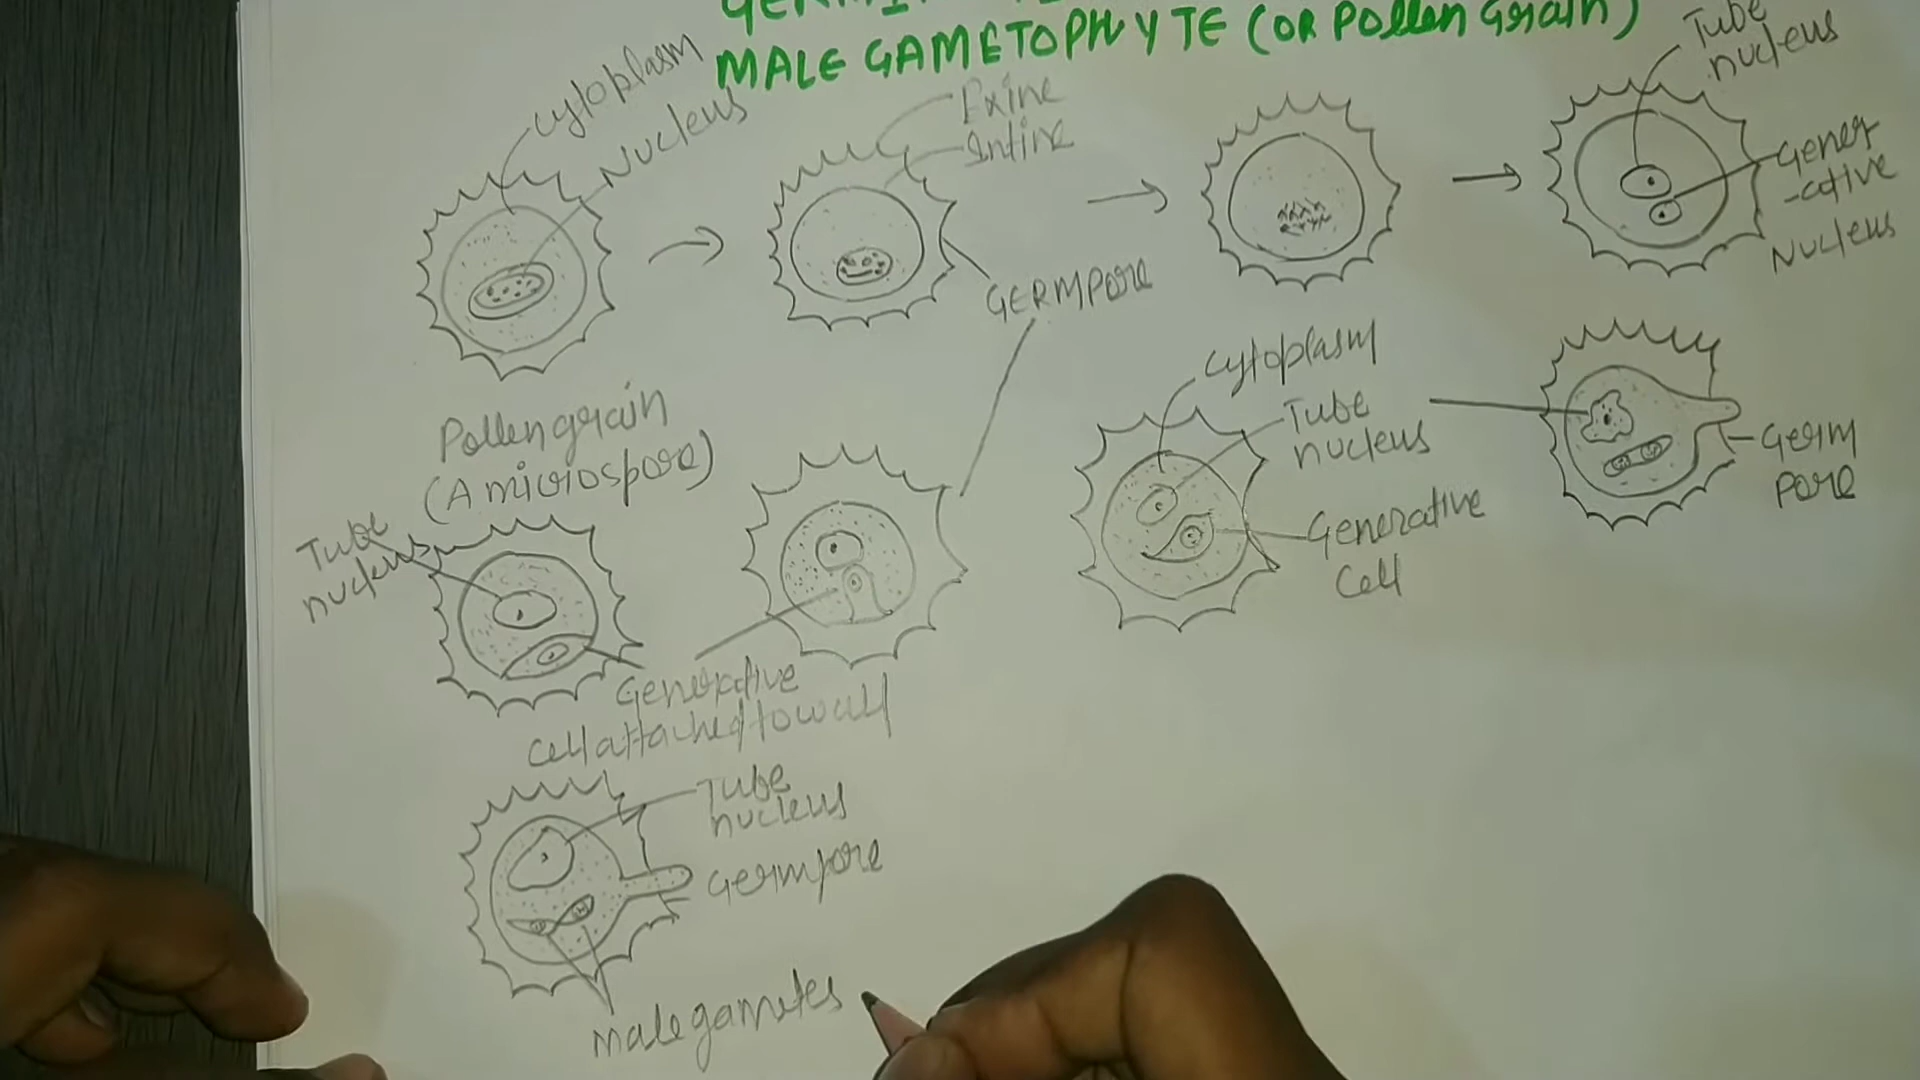 MALE GAMETOPHYTE (OR Pollen Grain)
Cytoplasm
Nucleus
Exine
Intine
GERMPORE
Tube
nucleus
Gener
-ative
Nucleus
Pollen grain
(A microspore)
Cytoplasm
Tube
nucleus
Generative
Cell
Germ
pore
Tube
nucleus
Generative
Cell attached to wall
Tube
nucleus
Germpore
male gametes